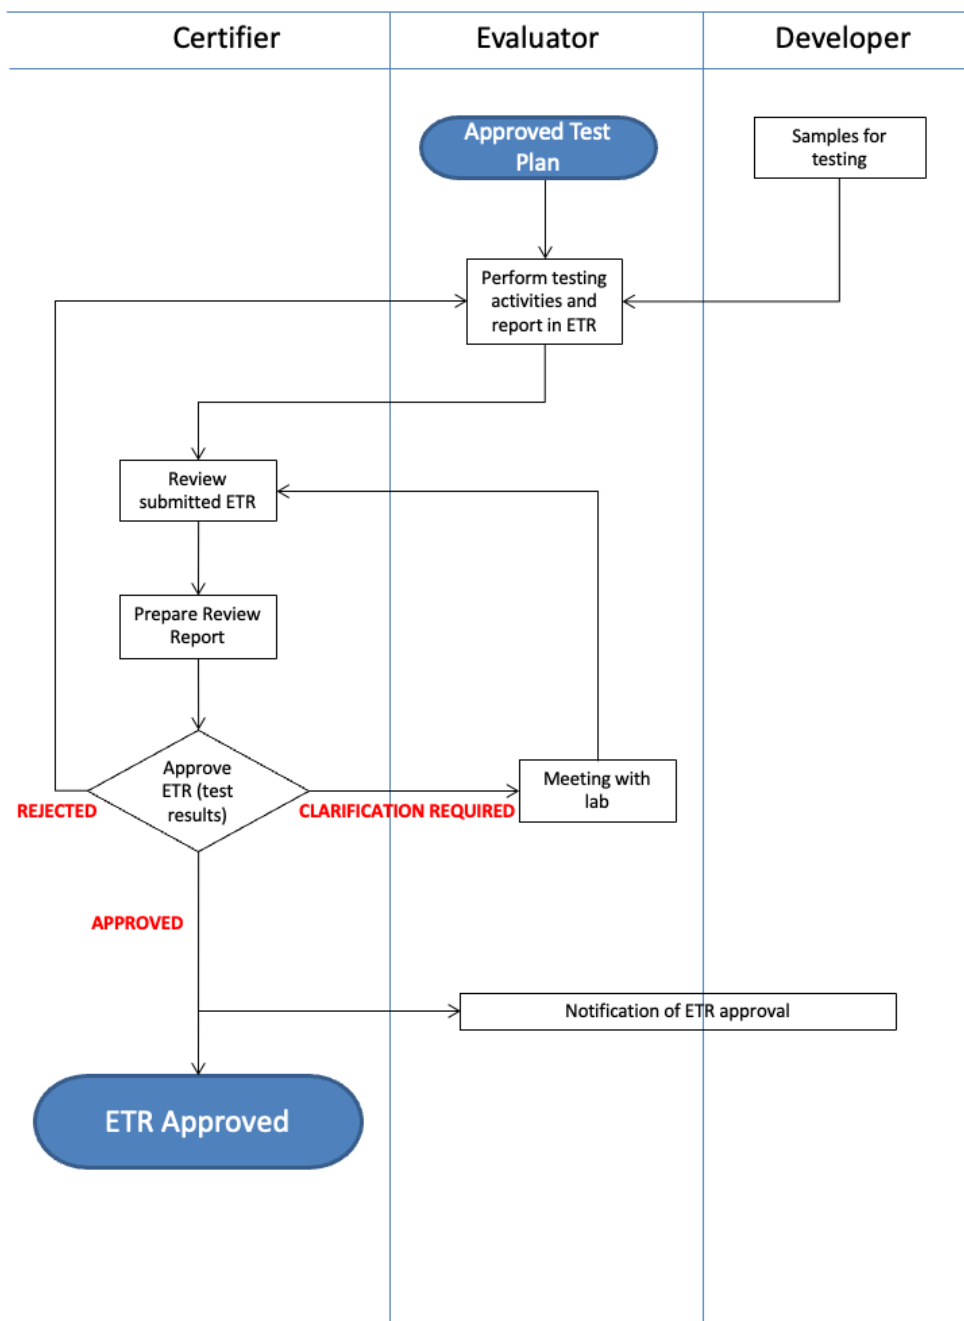 Certifier
Evaluator
Developer
Approved Test
Plan
Samples for
testing
Perform testing
activities and
report in ETR
Review
submitted ETR
Prepare Review
Report
Approve
ETR (test
results)
REJECTED
CLARIFICATION REQUIRED
Meeting with
lab
APPROVED
Notification of ETR approval
ETR Approved